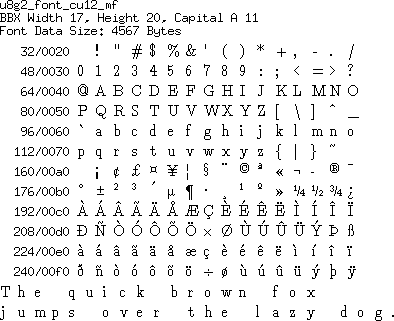 u8g2_font_cu12_mf
BBX Width 17, Height 20, Capital A 11
Font Data Size: 4567 Bytes
32/0020 ! " # $ % & ' ( ) * + , - . /
48/0030 0 1 2 3 4 5 6 7 8 9 : ; < = > ?
64/0040 @ A B C D E F G H I J K L M N O
80/0050 P Q R S T U V W X Y Z [ \ ] ^ _
96/0060 ` a b c d e f g h i j k l m n o
112/0070 p q r s t u v w x y z { | } ~
160/00a0 ¡ ¢ £ ¤ ¥ ¦ § ¨ © ª « ¬ - ® ¯
176/00b0 ° ± ² ³ ´ µ ¶ · ¸ ¹ º » ¼ ½ ¾ ¿
192/00c0 À Á Â Ã Ä Å Æ Ç È É Ê Ë Ì Í Î Ï
208/00d0 Ð Ñ Ò Ó Ô Õ Ö × Ø Ù Ú Û Ü Ý Þ ß
224/00e0 à á â ã ä å æ ç è é ê ë ì í î ï
240/00f0 ð ñ ò ó ô õ ö ÷ ø ù ú û ü ý þ ÿ
The quick brown fox
jumps over the lazy dog.